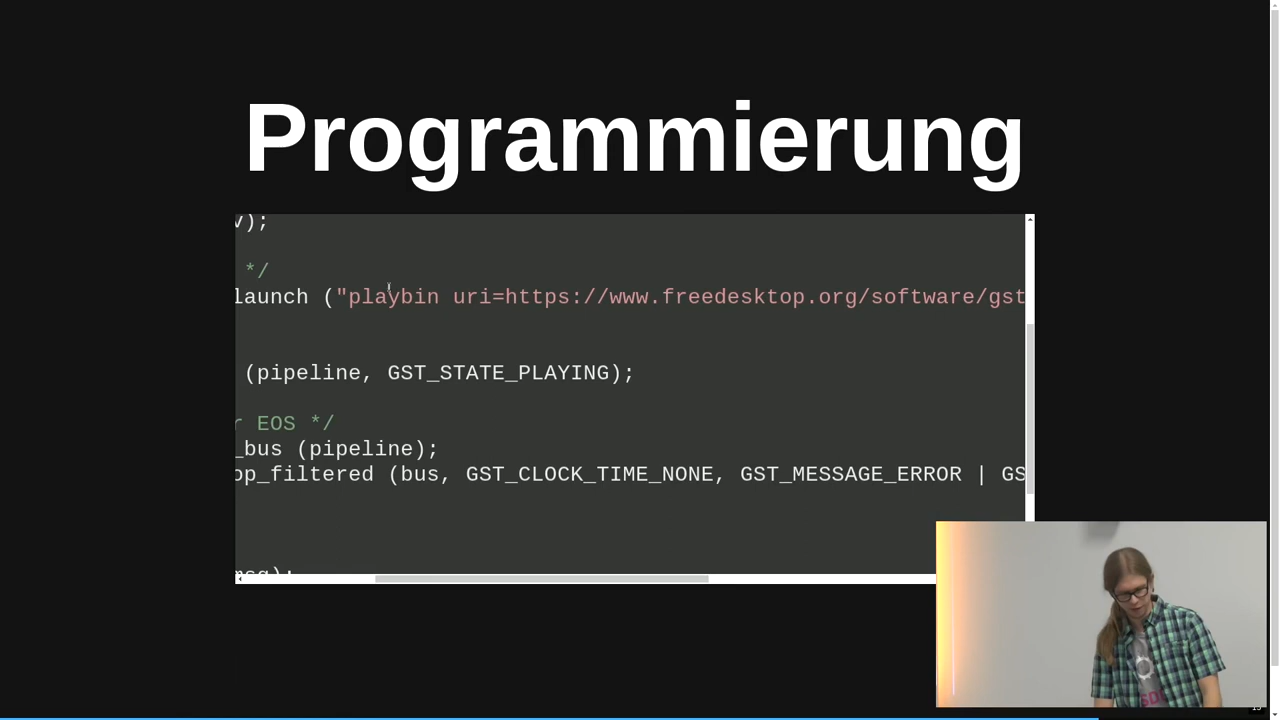 Programmierung
v);
*/
launch ("playbin uri=https://www.freedesktop.org/software/gst
(pipeline, GST_STATE_PLAYING);
r EOS */
_bus (pipeline);
op_filtered (bus, GST_CLOCK_TIME_NONE, GST_MESSAGE_ERROR | GS
msg);